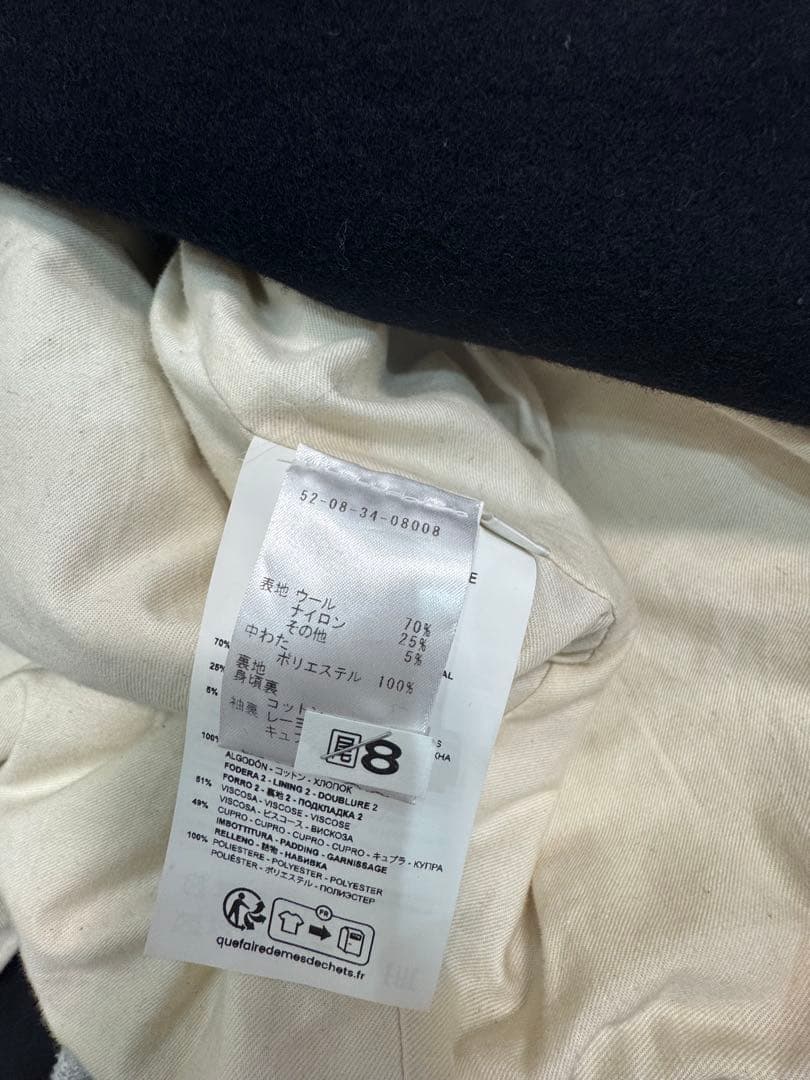 52-08-34-08008
表地 ウール 70%
ナイロン 25%
その他 5%
中わた
ポリエステル 100%
裏地
身頃裏
コットン
袖裏 レーヨ
キュプ
尾8
E
AL
S
KHA
70%
25%
5%
100%
ALGODÓN - コットン - ХЛОПОК
FODERA 2 - LINING 2 - DOUBLURE 2
FORRO 2 - 裏地 2 - ПОДКЛАДКА 2
51% VISCOSA - VISCOSE - VISCOSE
VISCOSA - ビスコース - ВИСКОЗА
49% CUPRO - CUPRO - CUPRO
CUPRO - キュプラ - КУПРА
IMBOTTITURA - PADDING - GARNISSAGE
RELLENO - 詰物 - НАБИВКА
100% POLIESTERE - POLYESTER - POLYESTER
POLIÉSTER - ポリエステル - ПОЛИЭСТЕР
FR
quefairedemesdechets.fr